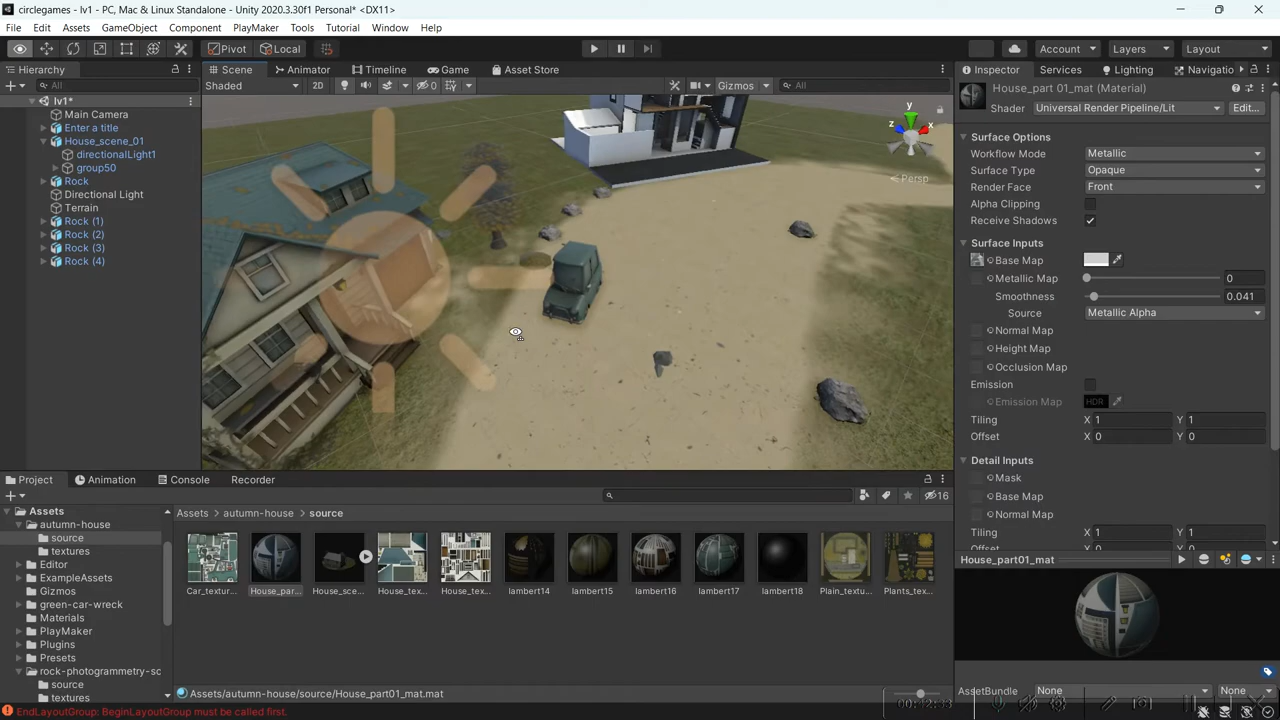 circlegames - lv1 - PC, Mac & Linux Standalone - Unity 2020.3.30f1 Personal* <DX11>
File Edit Assets GameObject Component PlayMaker Tools Tutorial Window Help
Pivot Local Account Layers Layout
Hierarchy Scene Animator Timeline Game Asset Store Inspector Services Lighting Navigatio
All Shaded 2D 0 Gizmos All House_part 01_mat (Material)
lv1* Shader Universal Render Pipeline/Lit Edit...
Main Camera
Enter a title
House_scene_01
directionalLight1
group50
Rock
Directional Light
Terrain
Rock (1)
Rock (2)
Rock (3)
Rock (4)
y
z x
Persp
Surface Options
Workflow Mode Metallic
Surface Type Opaque
Render Face Front
Alpha Clipping
Receive Shadows
Surface Inputs
Base Map
Metallic Map 0
Smoothness 0.041
Source Metallic Alpha
Normal Map
Height Map
Occlusion Map
Emission
Emission Map HDR
Tiling X 1 Y 1
Offset X 0 Y 0
Detail Inputs
Mask
Base Map
Normal Map
Tiling X 1 Y 1
Project Animation Console Recorder
16
Assets
autumn-house
source
textures
Editor
ExampleAssets
Gizmos
green-car-wreck
Materials
PlayMaker
Plugins
Presets
rock-photogrammetry-sc
source
textures
Assets > autumn-house > source
Car_textur... House_par... House_sce... House_tex... House_tex... lambert14 lambert15 lambert16 lambert17 lambert18 Plain_textu... Plants_tex...
Assets/autumn-house/source/House_part01_mat.mat
House_part01_mat
AssetBundle None None
EndLayoutGroup: BeginLayoutGroup must be called first.